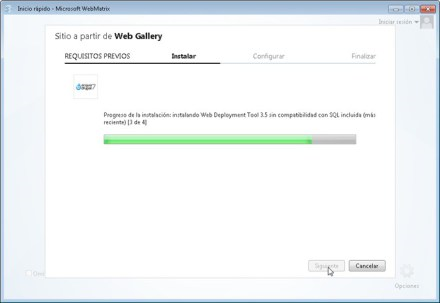 Inicio rápido - Microsoft WebMatrix
Iniciar sesión
Sitio a partir de Web Gallery
REQUISITOS PREVIOS Instalar Configurar Finalizar
Progreso de la instalación: instalando Web Deployment Tool 3.5 sin compatibilidad con SQL incluida (más
reciente) [3 de 4]
Siguiente Cancelar
Opciones